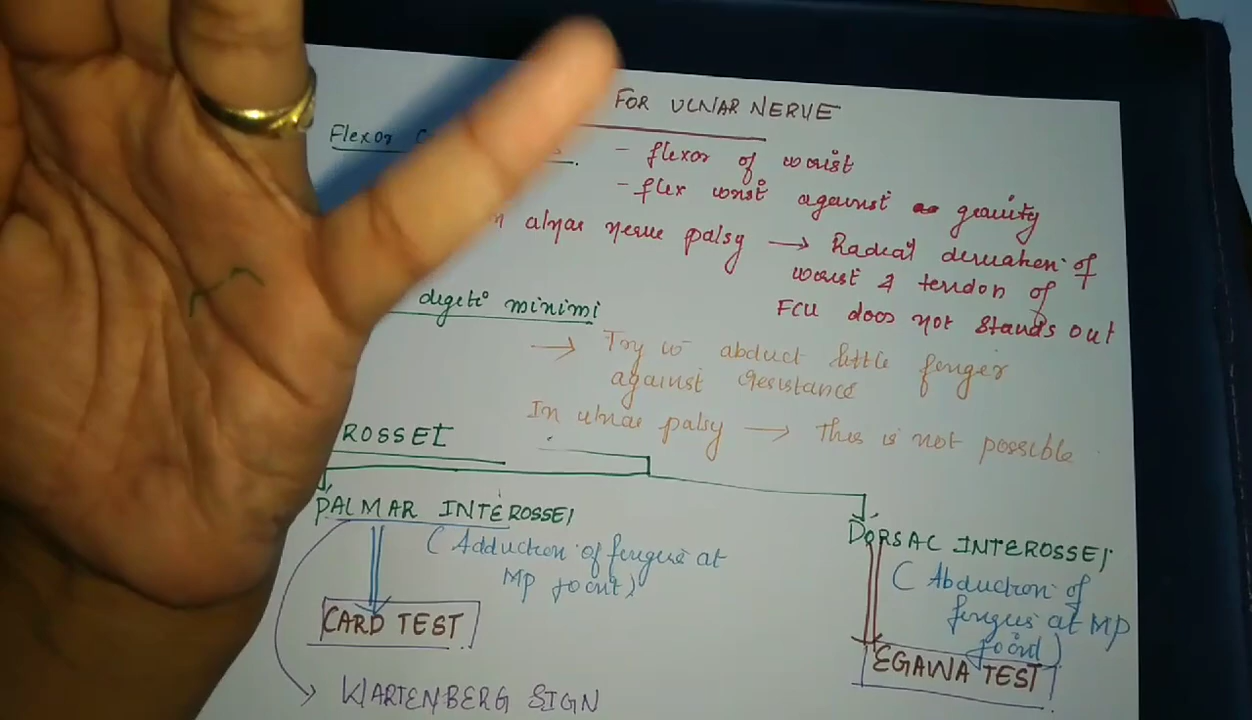 FOR ULNAR NERVE
Flexor
- flexor of wrist
- flex wrist against gravity
ulnar nerve palsy → Radial deviation of
wrist & tendon of
FCU does not stands out
digiti minimi
→ Try to abduct little finger
against resistance
In ulnar palsy → This is not possible
ROSSEI
PALMAR INTEROSSEI
(Adduction of fingers at
MP joint)
CARD TEST
WARTENBERG SIGN
DORSAL INTEROSSEI
(Abduction of
fingers at MP
joint)
EGAWA TEST